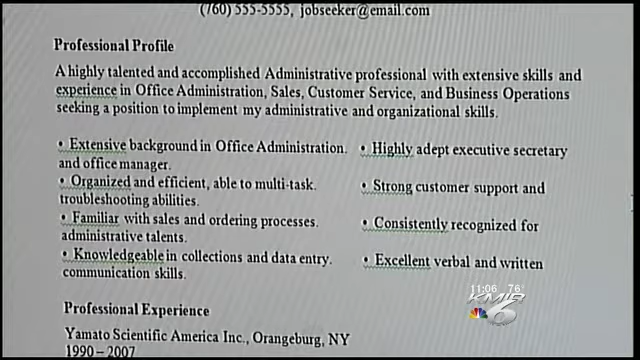 (760) 555-5555, jobseeker@email.com
Professional Profile
A highly talented and accomplished Administrative professional with extensive skills and
experience in Office Administration, Sales, Customer Service, and Business Operations
seeking a position to implement my administrative and organizational skills.
• Extensive background in Office Administration. • Highly adept executive secretary
and office manager.
• Organized and efficient, able to multi-task. • Strong customer support and
troubleshooting abilities.
• Familiar with sales and ordering processes. • Consistently recognized for
administrative talents.
• Knowledgeable in collections and data entry. • Excellent verbal and written
communication skills.
11:06 76°
KMIR 6
Professional Experience
Yamato Scientific America Inc., Orangeburg, NY
1990 – 2007